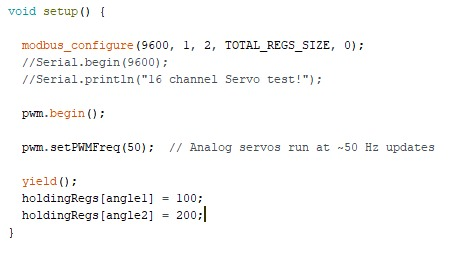 void setup() {
modbus_configure(9600, 1, 2, TOTAL_REGS_SIZE, 0);
//Serial.begin(9600);
//Serial.println("16 channel Servo test!");
pwm.begin();
pwm.setPWMFreq(50);  // Analog servos run at ~50 Hz updates
yield();
holdingRegs[angle1] = 100;
holdingRegs[angle2] = 200;
}